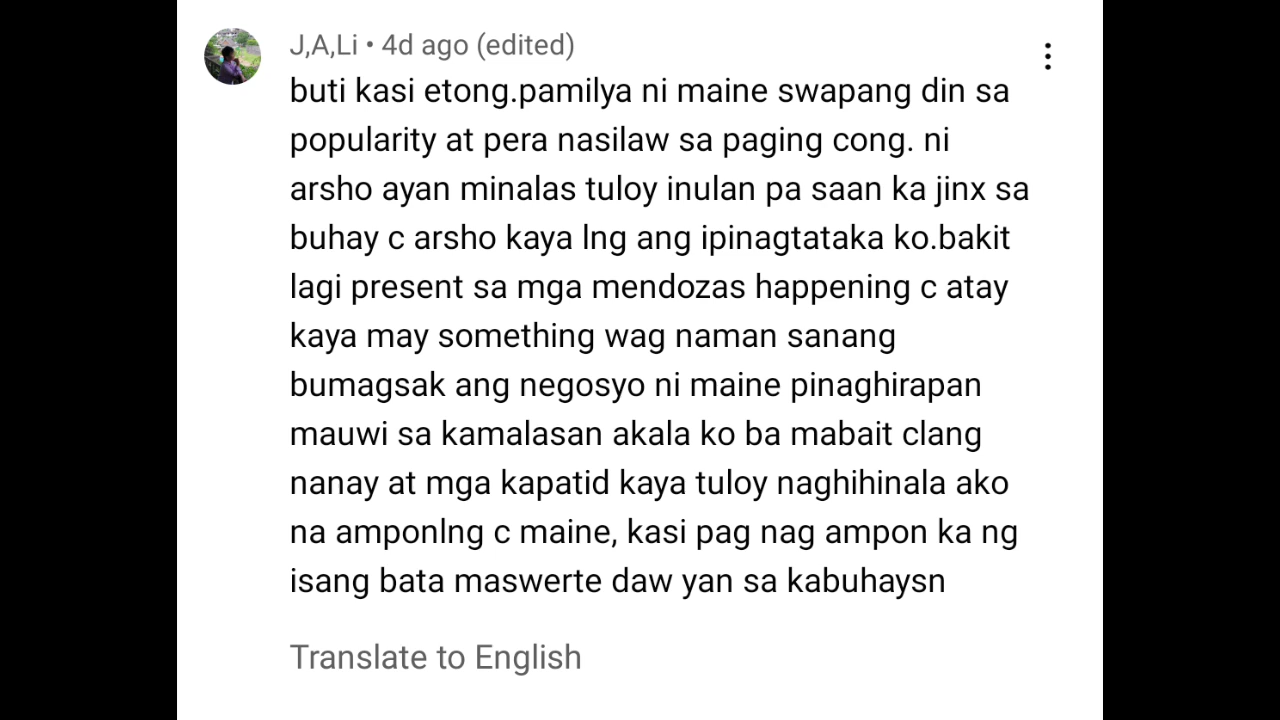 J,A,Li • 4d ago (edited)
buti kasi etong.pamilya ni maine swapang din sa
popularity at pera nasilaw sa paging cong. ni
arsho ayan minalas tuloy inulan pa saan ka jinx sa
buhay c arsho kaya lng ang ipinagtataka ko.bakit
lagi present sa mga mendozas happening c atay
kaya may something wag naman sanang
bumagsak ang negosyo ni maine pinaghirapan
mauwi sa kamalasan akala ko ba mabait clang
nanay at mga kapatid kaya tuloy naghihinala ako
na amponlng c maine, kasi pag nag ampon ka ng
isang bata maswerte daw yan sa kabuhaysn
Translate to English